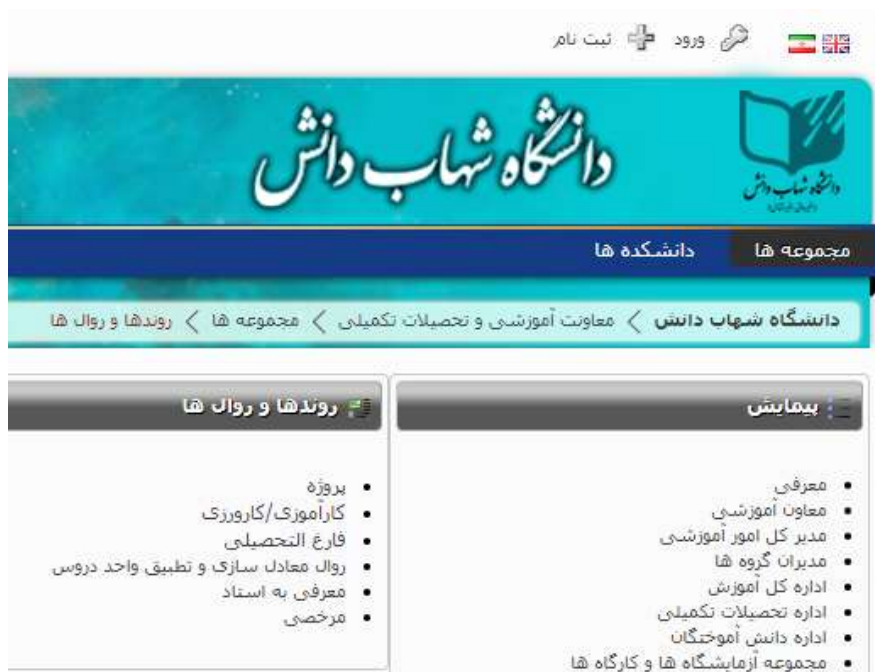 ورود ثبت نام
دانشگاه شهاب دانش
دانشگاه شهاب دانش
مجموعه ها دانشکده ها
دانشگاه شهاب دانش > معاونت آموزشی و تحصیلات تکمیلی > مجموعه ها > روندها و روال ها
پیمایش
معرفی
معاون آموزشی
مدیر کل امور آموزشی
مدیران گروه ها
اداره کل آموزش
اداره تحصیلات تکمیلی
اداره دانش آموختگان
مجموعه آزمایشگاه ها و کارگاه ها
روندها و روال ها
پروژه
کارآموزی/کارورزی
فارغ التحصیلی
روال معادل سازی و تطبیق واحد دروس
معرفی به استاد
مرخصی